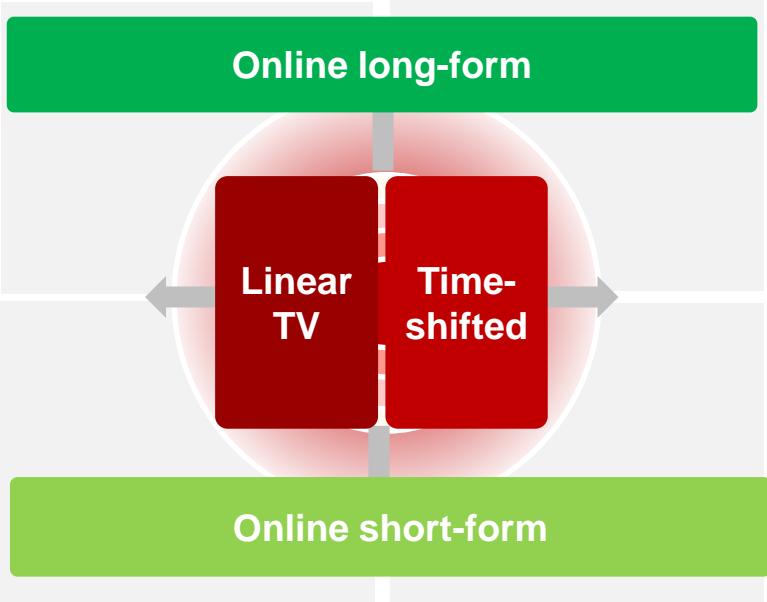 Online long-form
Linear
TV
Time-
shifted
Online short-form